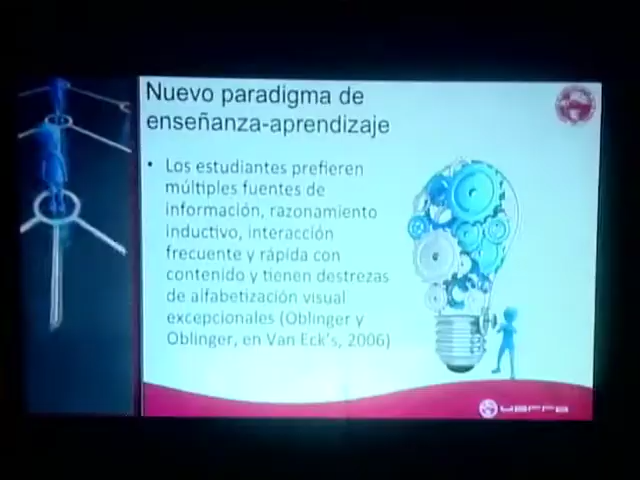 Nuevo paradigma de
enseñanza-aprendizaje
• Los estudiantes prefieren
múltiples fuentes de
información, razonamiento
inductivo, interacción
frecuente y rápida con
contenido y tienen destrezas
de alfabetización visual
excepcionales (Oblinger y
Oblinger, en Van Eck's, 2006)